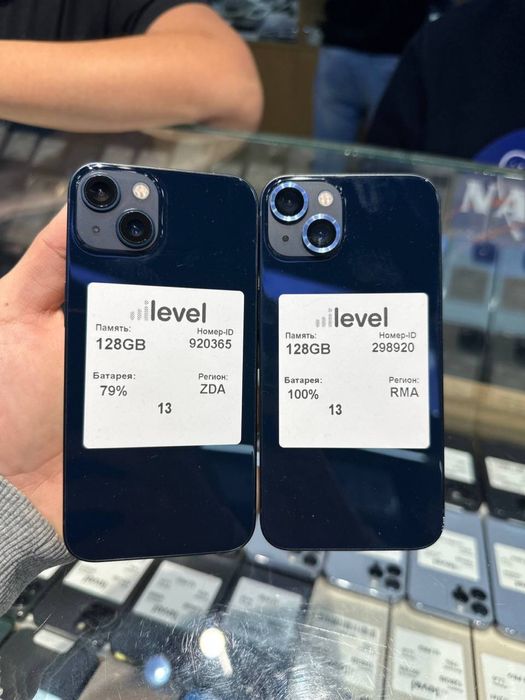 level
Память:
Номер-ID
128GB
920365
Батарея:
Регион:
79%
ZDA
13
level
Память:
Номер-ID
128GB
298920
Батарея:
Регион:
100%
RMA
13
NA